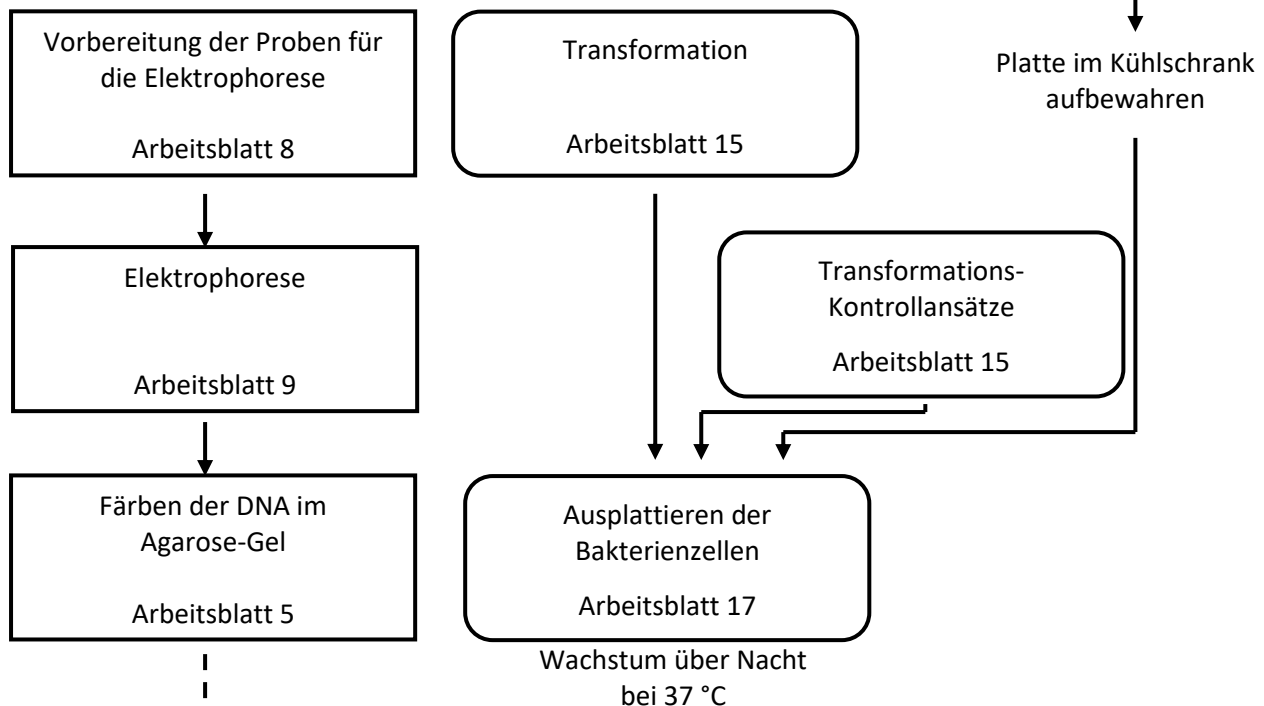 Vorbereitung der Proben für
die Elektrophorese
Arbeitsblatt 8
Transformation
Arbeitsblatt 15
Platte im Kühlschrank
aufbewahren
Elektrophorese
Arbeitsblatt 9
Transformations-
Kontrollansätze
Arbeitsblatt 15
Färben der DNA im
Agarose-Gel
Arbeitsblatt 5
Ausplattieren der
Bakterienzellen
Arbeitsblatt 17
Wachstum über Nacht
bei 37 °C